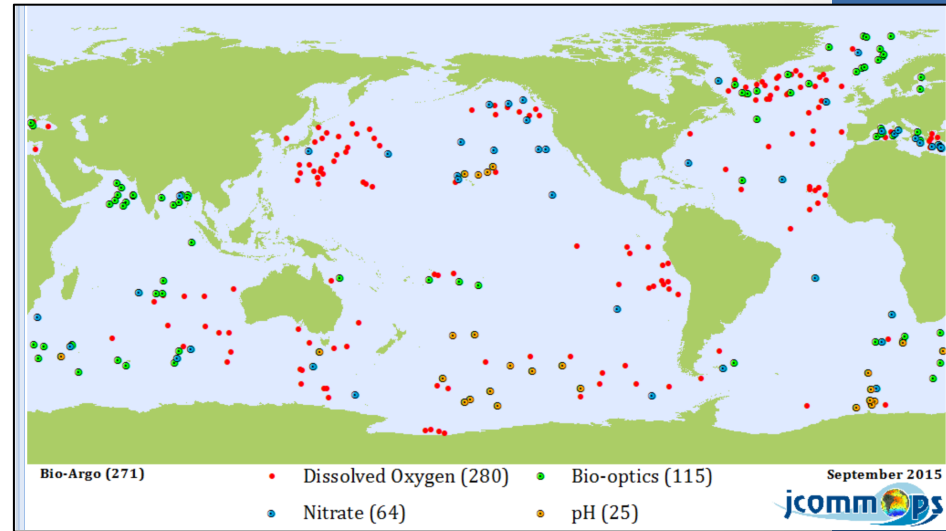 Bio-Argo (271)
Dissolved Oxygen (280)
Bio-optics (115)
September 2015
Nitrate (64)
pH (25)
jcommops